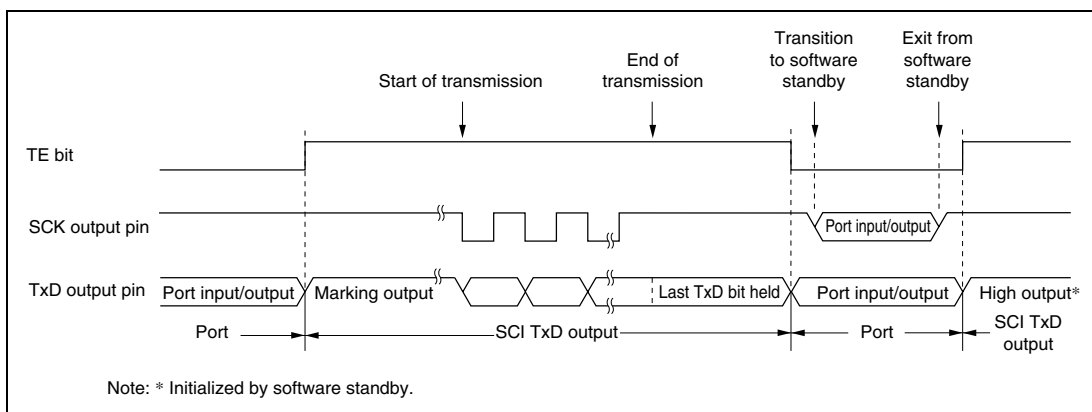 Start of transmission
End of
transmission
Transition
to software
standby
Exit from
software
standby
TE bit
SCK output pin
Port input/output
TxD output pin
Port input/output
Marking output
Last TxD bit held
Port input/output
High output*
Port
SCI TxD output
Port
SCI TxD
output
Note: * Initialized by software standby.